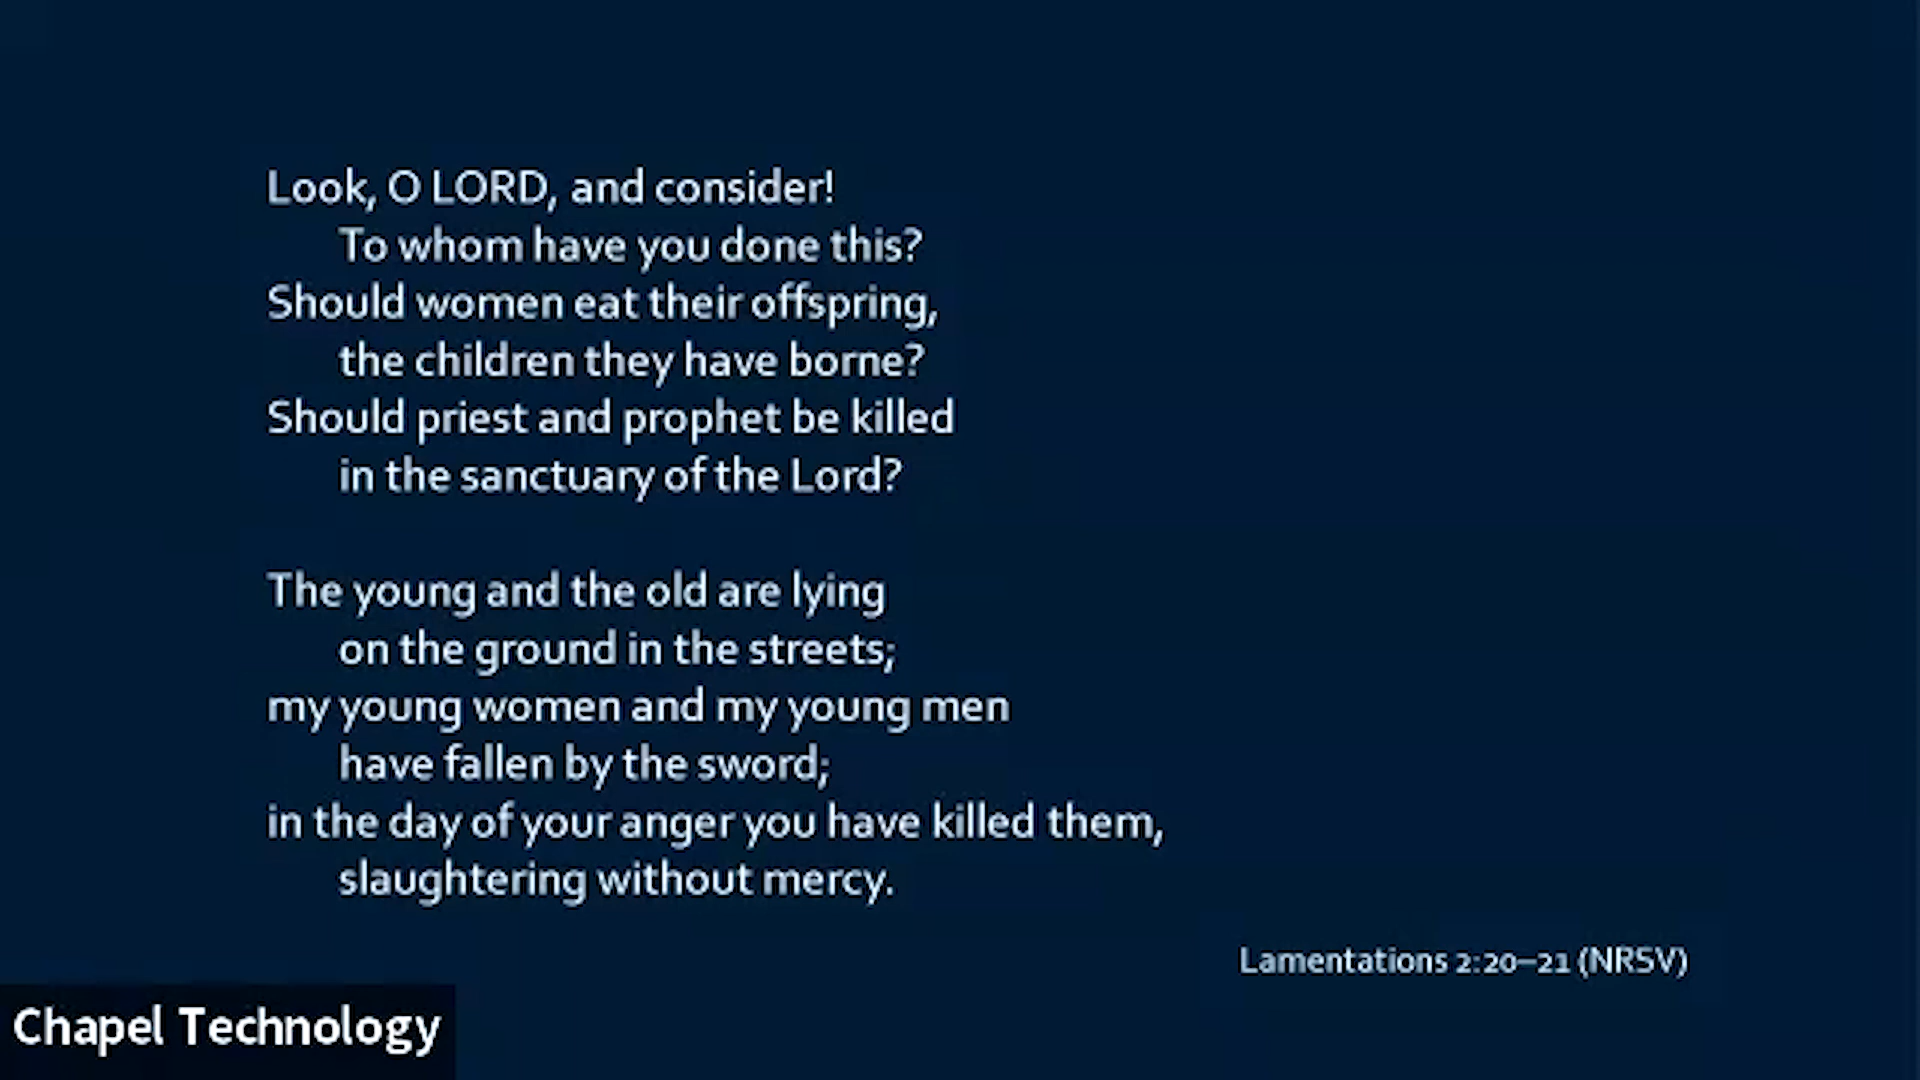 Look, O LORD, and consider!
To whom have you done this?
Should women eat their offspring,
the children they have borne?
Should priest and prophet be killed
in the sanctuary of the Lord?
The young and the old are lying
on the ground in the streets;
my young women and my young men
have fallen by the sword;
in the day of your anger you have killed them,
slaughtering without mercy.
Lamentations 2:20–21 (NRSV)
Chapel Technology